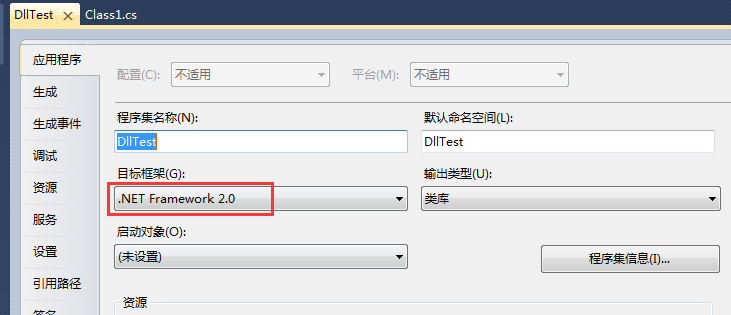 DllTest × Class1.cs
应用程序
生成
生成事件
调试
资源
服务
设置
引用路径
配置(C): 不适用 平台(M): 不适用
程序集名称(N): 默认命名空间(L):
DllTest DllTest
目标框架(G): 输出类型(U):
.NET Framework 2.0 类库
启动对象(O):
(未设置) 程序集信息(I)...
资源